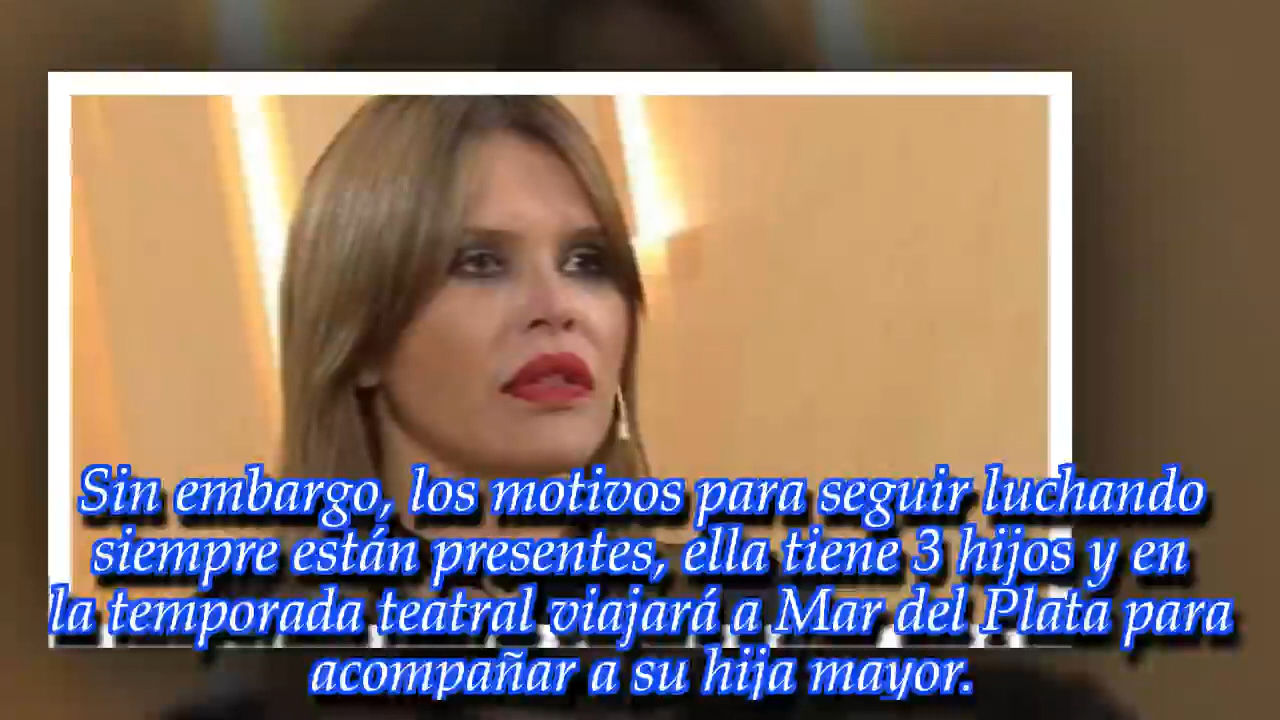 Sin embargo, los motivos para seguir luchando
siempre están presentes, ella tiene 3 hijos y en
la temporada teatral viajará a Mar del Plata para
acompañar a su hija mayor.